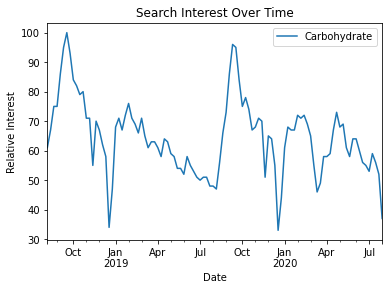 Search Interest Over Time
Carbohydrate
Relative Interest
100
90
80
70
60
50
40
30
Oct Jan Apr Jul Oct Jan Apr Jul
2019 2020
Date